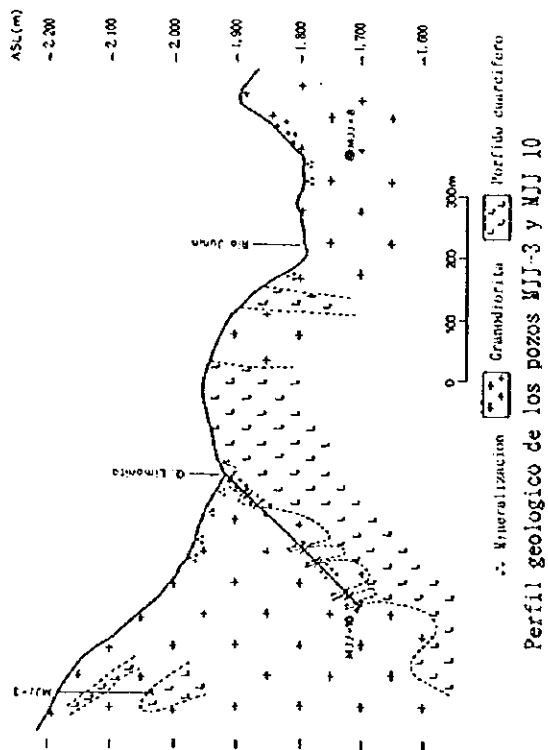 ASL(m)
-2,200
-2,100
-2,000
-1,900
-1,800
-1,700
-1,600
MJJ-3
Q. Limonita
Rio Junin
MJJ-10
MJJ-8
0 100 200 300m
Mineralizacion Granodiorita Porfido cuarcifero
Perfil geologico de los pozos MJJ-3 y MJJ 10